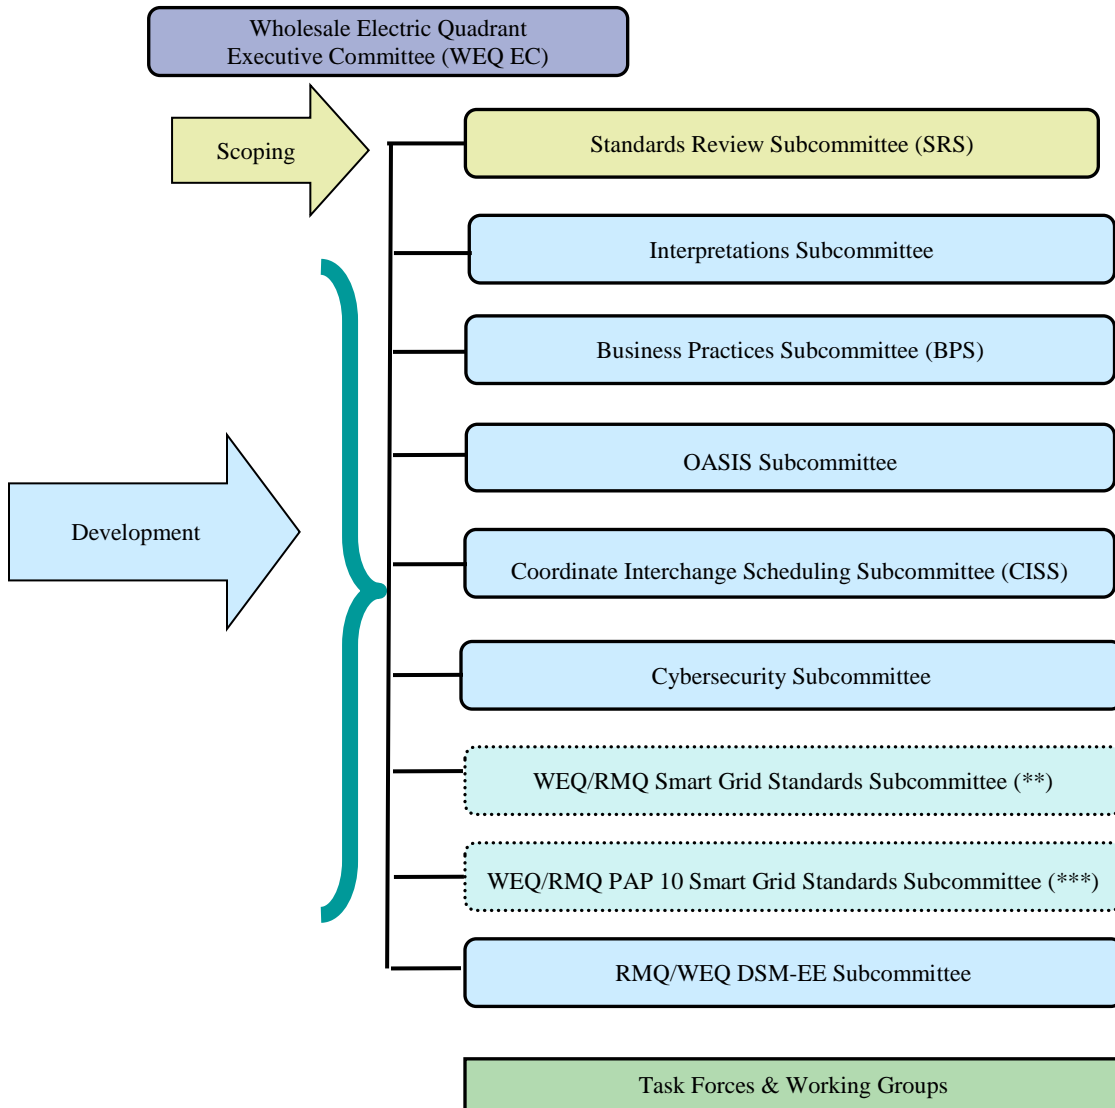 Wholesale Electric Quadrant
Executive Committee (WEQ EC)
Scoping
Standards Review Subcommittee (SRS)
Interpretations Subcommittee
Business Practices Subcommittee (BPS)
OASIS Subcommittee
Development
Coordinate Interchange Scheduling Subcommittee (CISS)
Cybersecurity Subcommittee
WEQ/RMQ Smart Grid Standards Subcommittee (**)
WEQ/RMQ PAP 10 Smart Grid Standards Subcommittee (***)
RMQ/WEQ DSM-EE Subcommittee
Task Forces & Working Groups